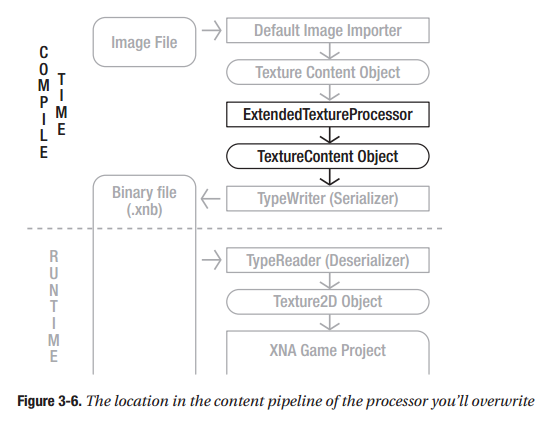 Image File
Default Image Importer
Texture Content Object
COMPILE
TIME
ExtendedTextureProcessor
TextureContent Object
Binary file
(.xnb)
TypeWriter (Serializer)
RUNTIME
TypeReader (Deserializer)
Texture2D Object
XNA Game Project
Figure 3-6. The location in the content pipeline of the processor you'll overwrite